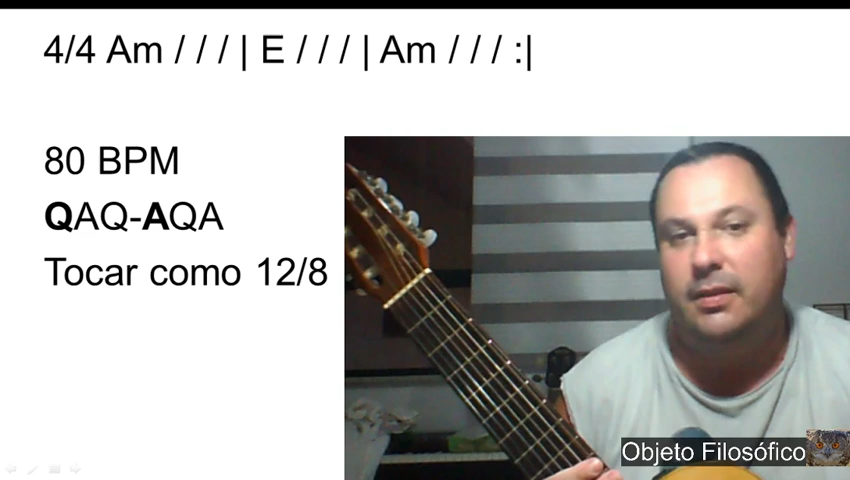 4/4 Am / / / | E / / / | Am / / / :|
80 BPM
QAQ-AQA
Tocar como 12/8
Objeto Filosófico